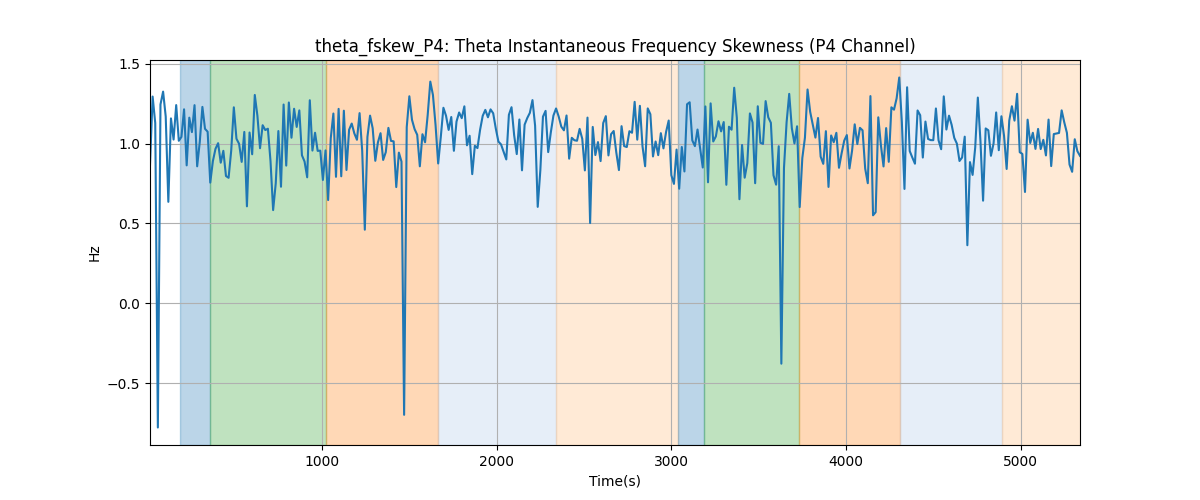 theta_fskew_P4: Theta Instantaneous Frequency Skewness (P4 Channel)
1.5
1.0
0.5
0.0
−0.5
Hz
1000 2000 3000 4000 5000
Time(s)